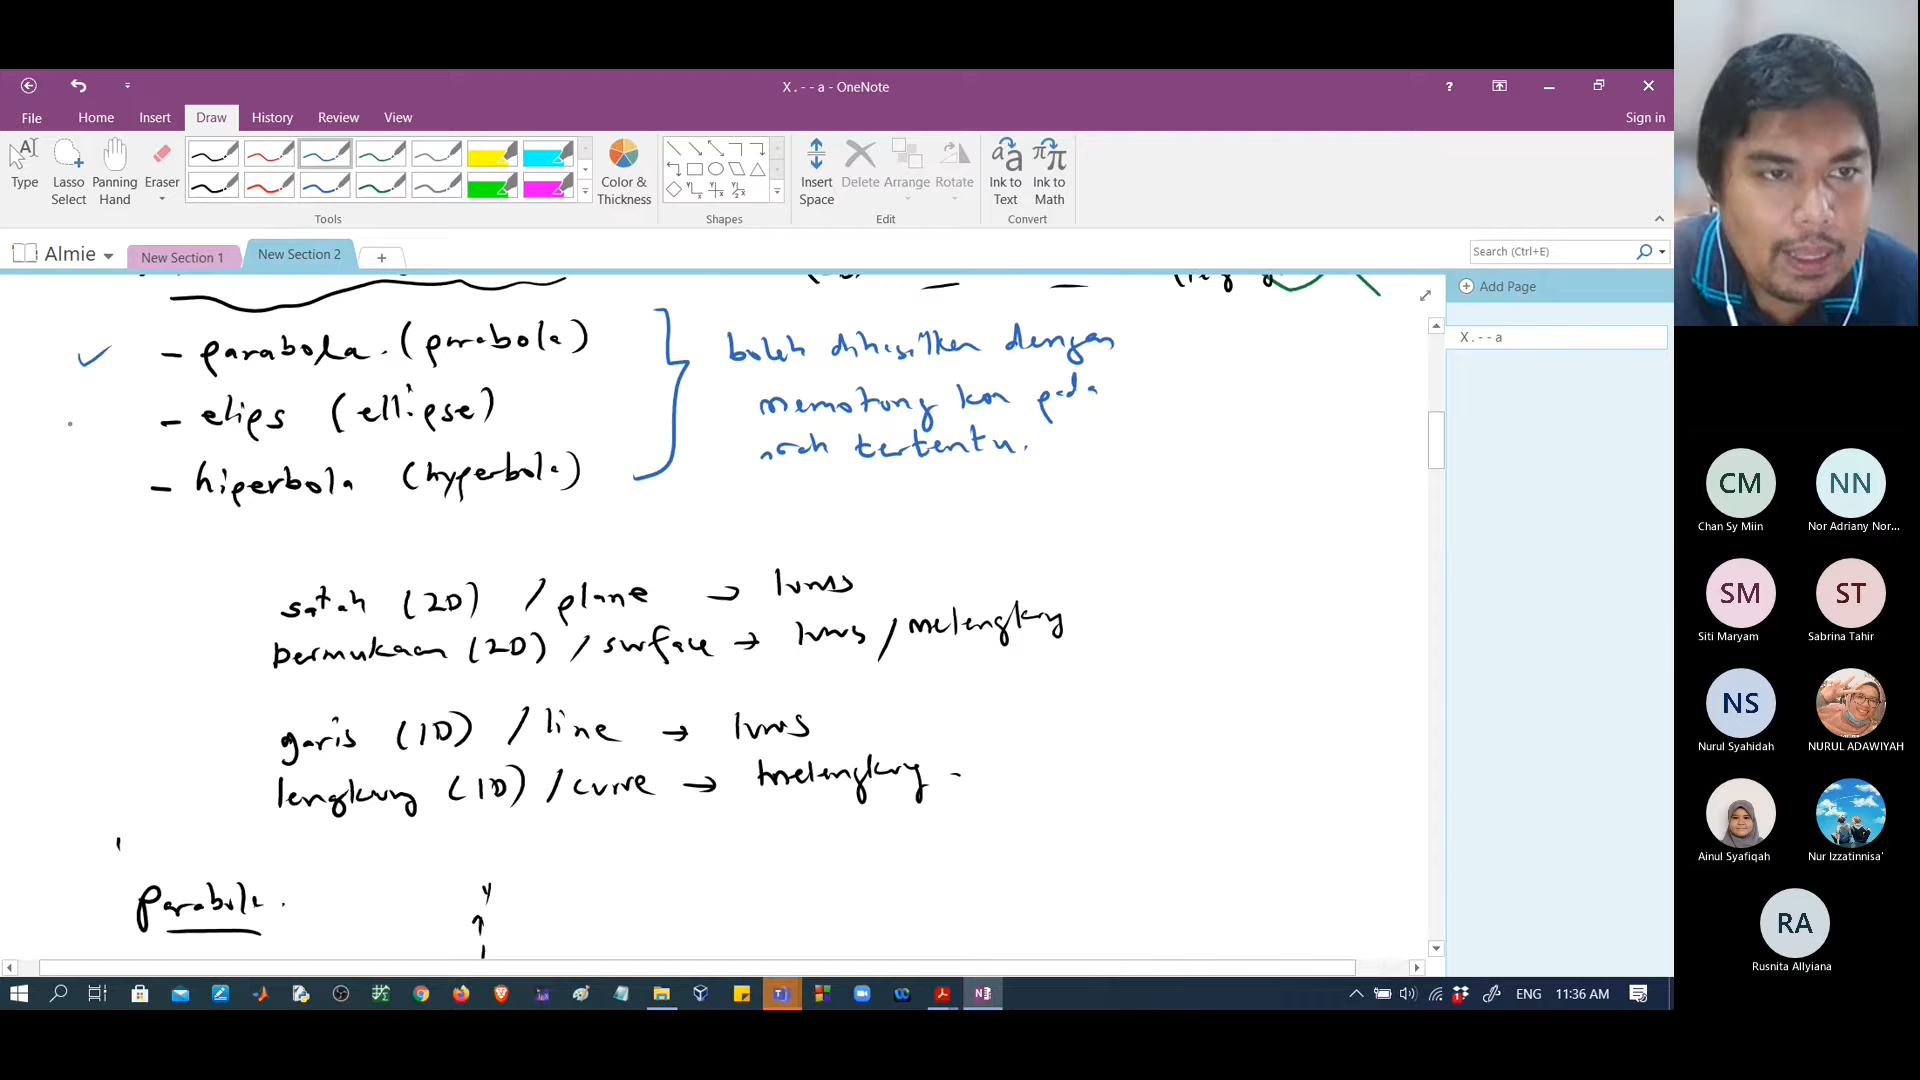 X . - - a - OneNote
?
File
Home
Insert
Draw
History
Review
View
Sign in
Type
Lasso
Select
Panning
Hand
Eraser
Color &
Thickness
Insert
Space
Delete
Arrange
Rotate
Ink to
Text
Ink to
Math
Tools
Shapes
Edit
Convert
Almie
New Section 1
New Section 2
+
Search (Ctrl+E)
Add Page
X . - - a
- parabola. (parabola)
- elips (ellipse)
- hiperbola (hyperbola)
boleh dihasilkan dengan
memotong kon pada
arah tertentu.
satah (2D) / plane → lurus
permukaan (2D) / surface → lurus / melengkung
garis (1D) / line → lurus
lengkung (1D) / curve → melengkung
parabola.
y
CM
Chan Sy Miin
NN
Nor Adriany Nor...
SM
Siti Maryam
ST
Sabrina Tahir
NS
Nurul Syahidah
NURUL ADAWIYAH
Ainul Syafiqah
Nur Izzatinnisa'
RA
Rusnita Allyiana
ENG
11:36 AM